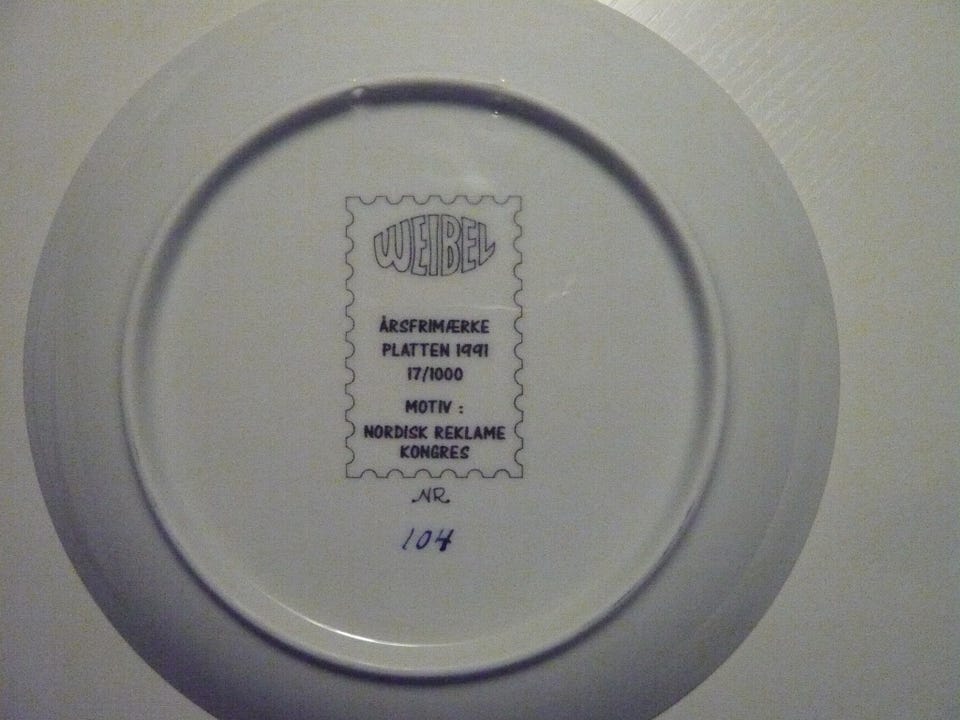 WEIBEL
ÅRSFRIMÆRKE
PLATTEN 1991
17/1000
MOTIV :
NORDISK REKLAME
KONGRES
NR.
104